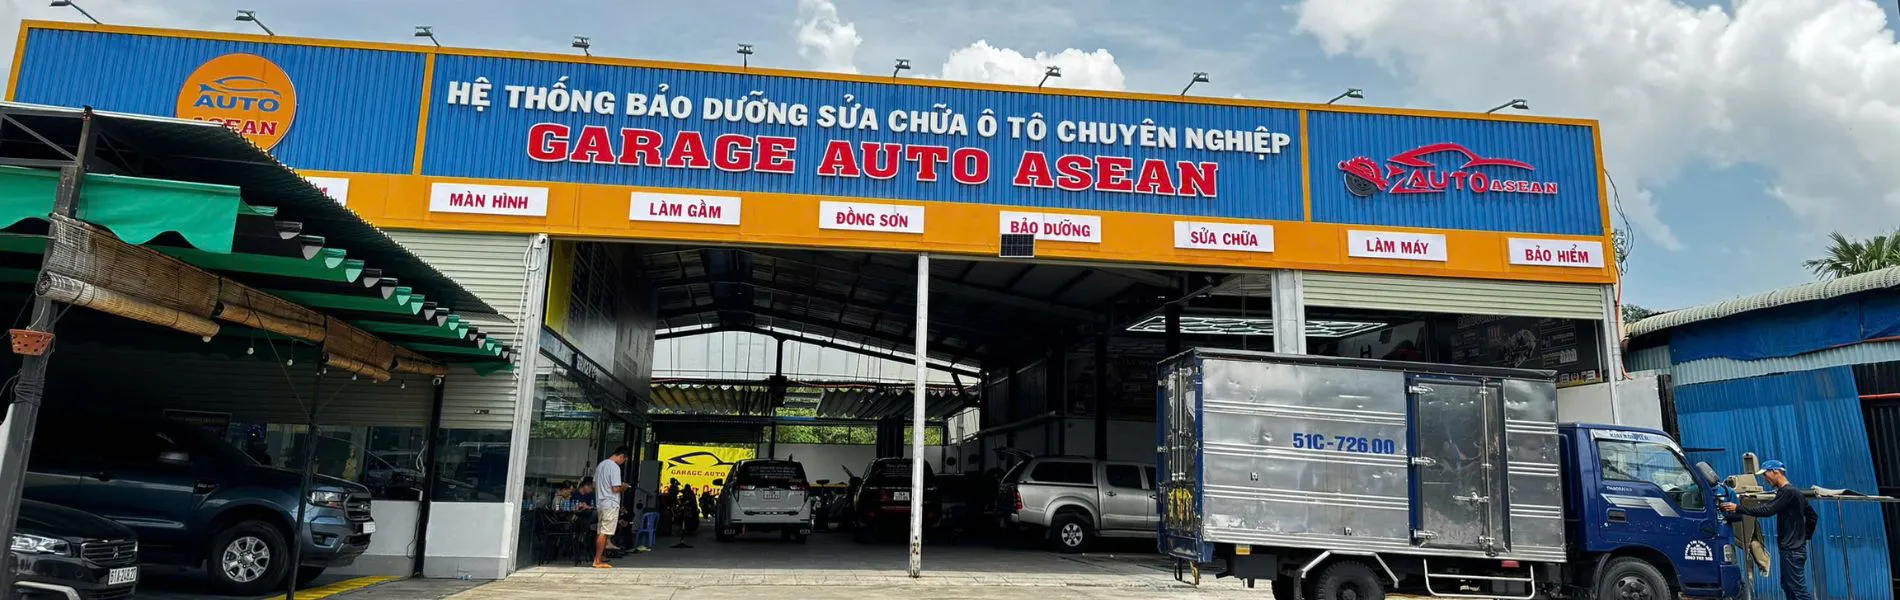 AUTO
ASEAN
HỆ THỐNG BẢO DƯỠNG SỬA CHỮA Ô TÔ CHUYÊN NGHIỆP
GARAGE AUTO ASEAN
AUTO ASEAN
MÀN HÌNH
LÀM GẦM
ĐỒNG SƠN
BẢO DƯỠNG
SỬA CHỮA
LÀM MÁY
BẢO HIỂM
GARAGE AUTO
51C-726.00